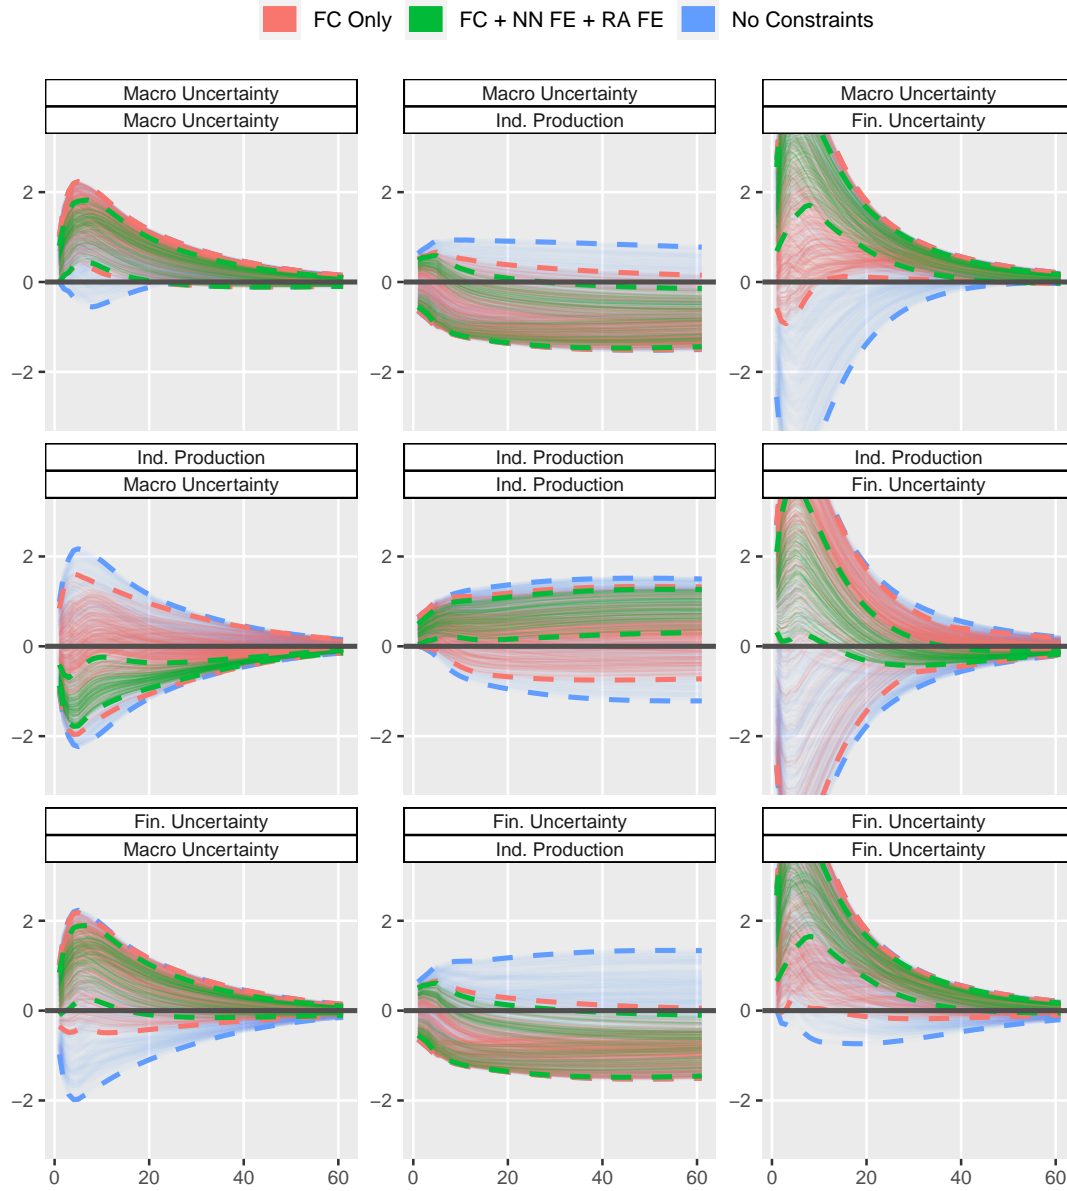 FC Only FC + NN FE + RA FE No Constraints
Macro Uncertainty Macro Uncertainty Macro Uncertainty
Macro Uncertainty Ind. Production Fin. Uncertainty
2 2 2
0 0 0
−2 −2 −2
Ind. Production Ind. Production Ind. Production
Macro Uncertainty Ind. Production Fin. Uncertainty
2 2 2
0 0 0
−2 −2 −2
Fin. Uncertainty Fin. Uncertainty Fin. Uncertainty
Macro Uncertainty Ind. Production Fin. Uncertainty
2 2 2
0 0 0
−2 −2 −2
0 20 40 60 0 20 40 60 0 20 40 60